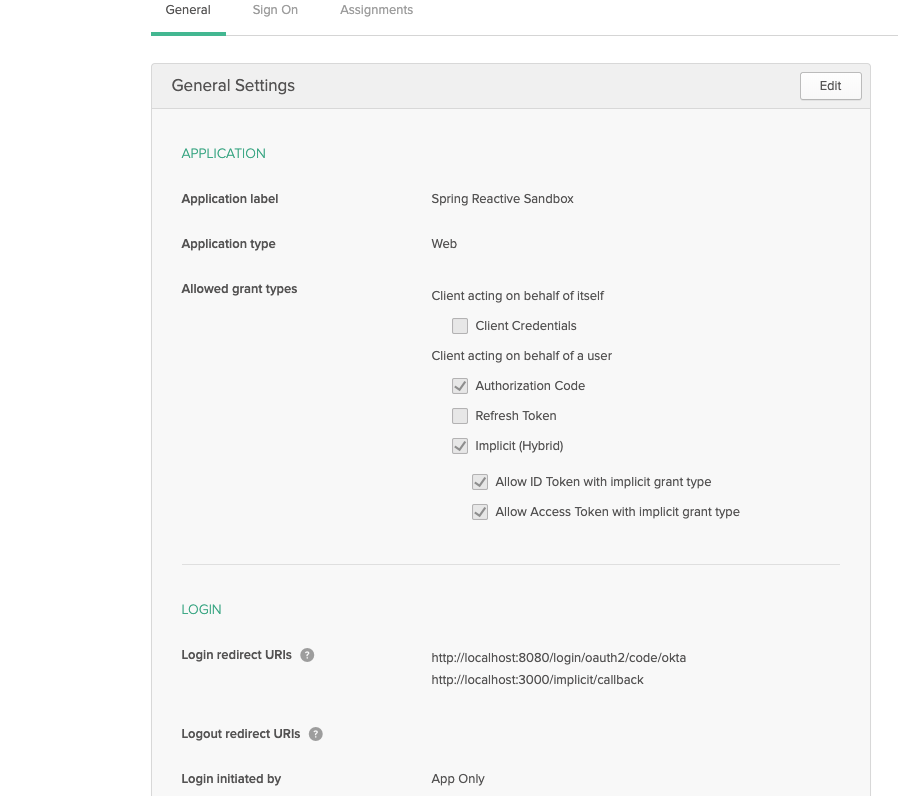 General Sign On Assignments
General Settings Edit
APPLICATION
Application label Spring Reactive Sandbox
Application type Web
Allowed grant types
Client acting on behalf of itself
Client Credentials
Client acting on behalf of a user
Authorization Code
Refresh Token
Implicit (Hybrid)
Allow ID Token with implicit grant type
Allow Access Token with implicit grant type
LOGIN
Login redirect URIs ? http://localhost:8080/login/oauth2/code/okta
http://localhost:3000/implicit/callback
Logout redirect URIs ?
Login initiated by App Only